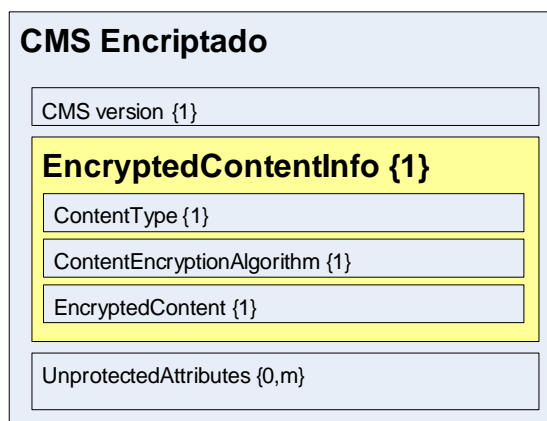 CMS Encriptado
CMS version {1}
EncryptedContentInfo {1}
ContentType {1}
ContentEncryptionAlgorithm {1}
EncryptedContent {1}
UnprotectedAttributes {0,m}